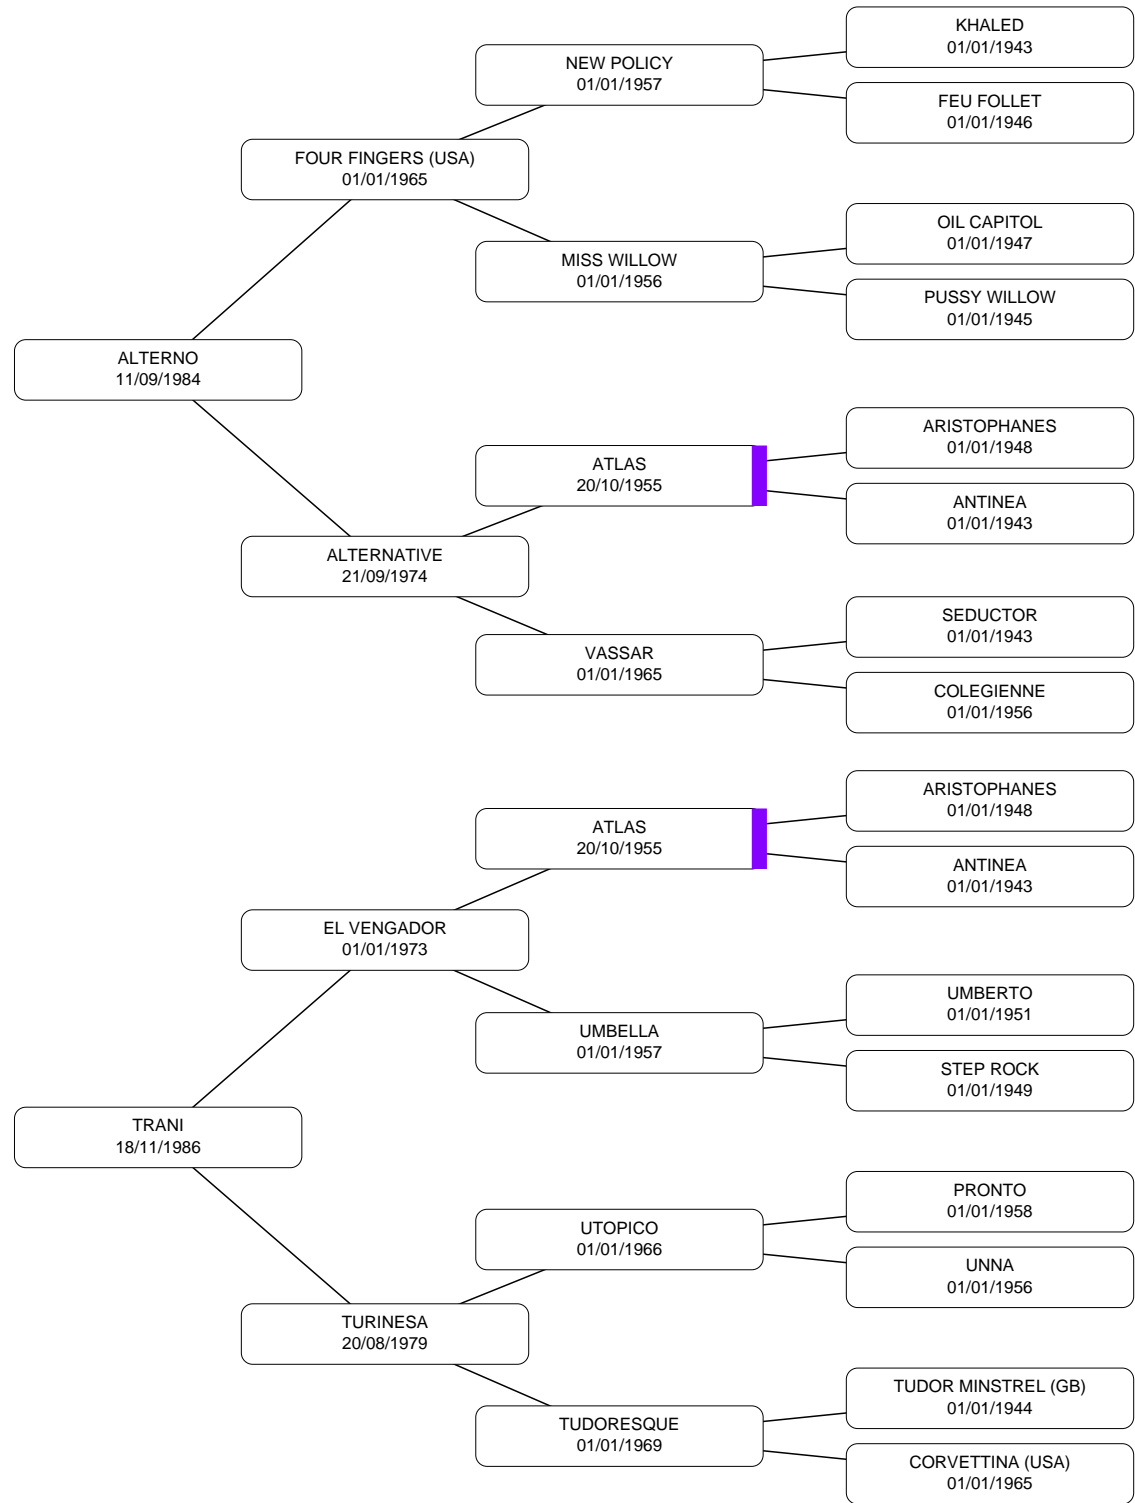 KHALED
01/01/1943
NEW POLICY
01/01/1957
FEU FOLLET
01/01/1946
FOUR FINGERS (USA)
01/01/1965
OIL CAPITOL
01/01/1947
MISS WILLOW
01/01/1956
PUSSY WILLOW
01/01/1945
ALTERNO
11/09/1984
ARISTOPHANES
01/01/1948
ATLAS
20/10/1955
ANTINEA
01/01/1943
ALTERNATIVE
21/09/1974
SEDUCTOR
01/01/1943
VASSAR
01/01/1965
COLEGIENNE
01/01/1956
ARISTOPHANES
01/01/1948
ATLAS
20/10/1955
ANTINEA
01/01/1943
EL VENGADOR
01/01/1973
UMBERTO
01/01/1951
UMBELLA
01/01/1957
STEP ROCK
01/01/1949
TRANI
18/11/1986
PRONTO
01/01/1958
UTOPICO
01/01/1966
UNNA
01/01/1956
TURINESA
20/08/1979
TUDOR MINSTREL (GB)
01/01/1944
TUDORESQUE
01/01/1969
CORVETTINA (USA)
01/01/1965